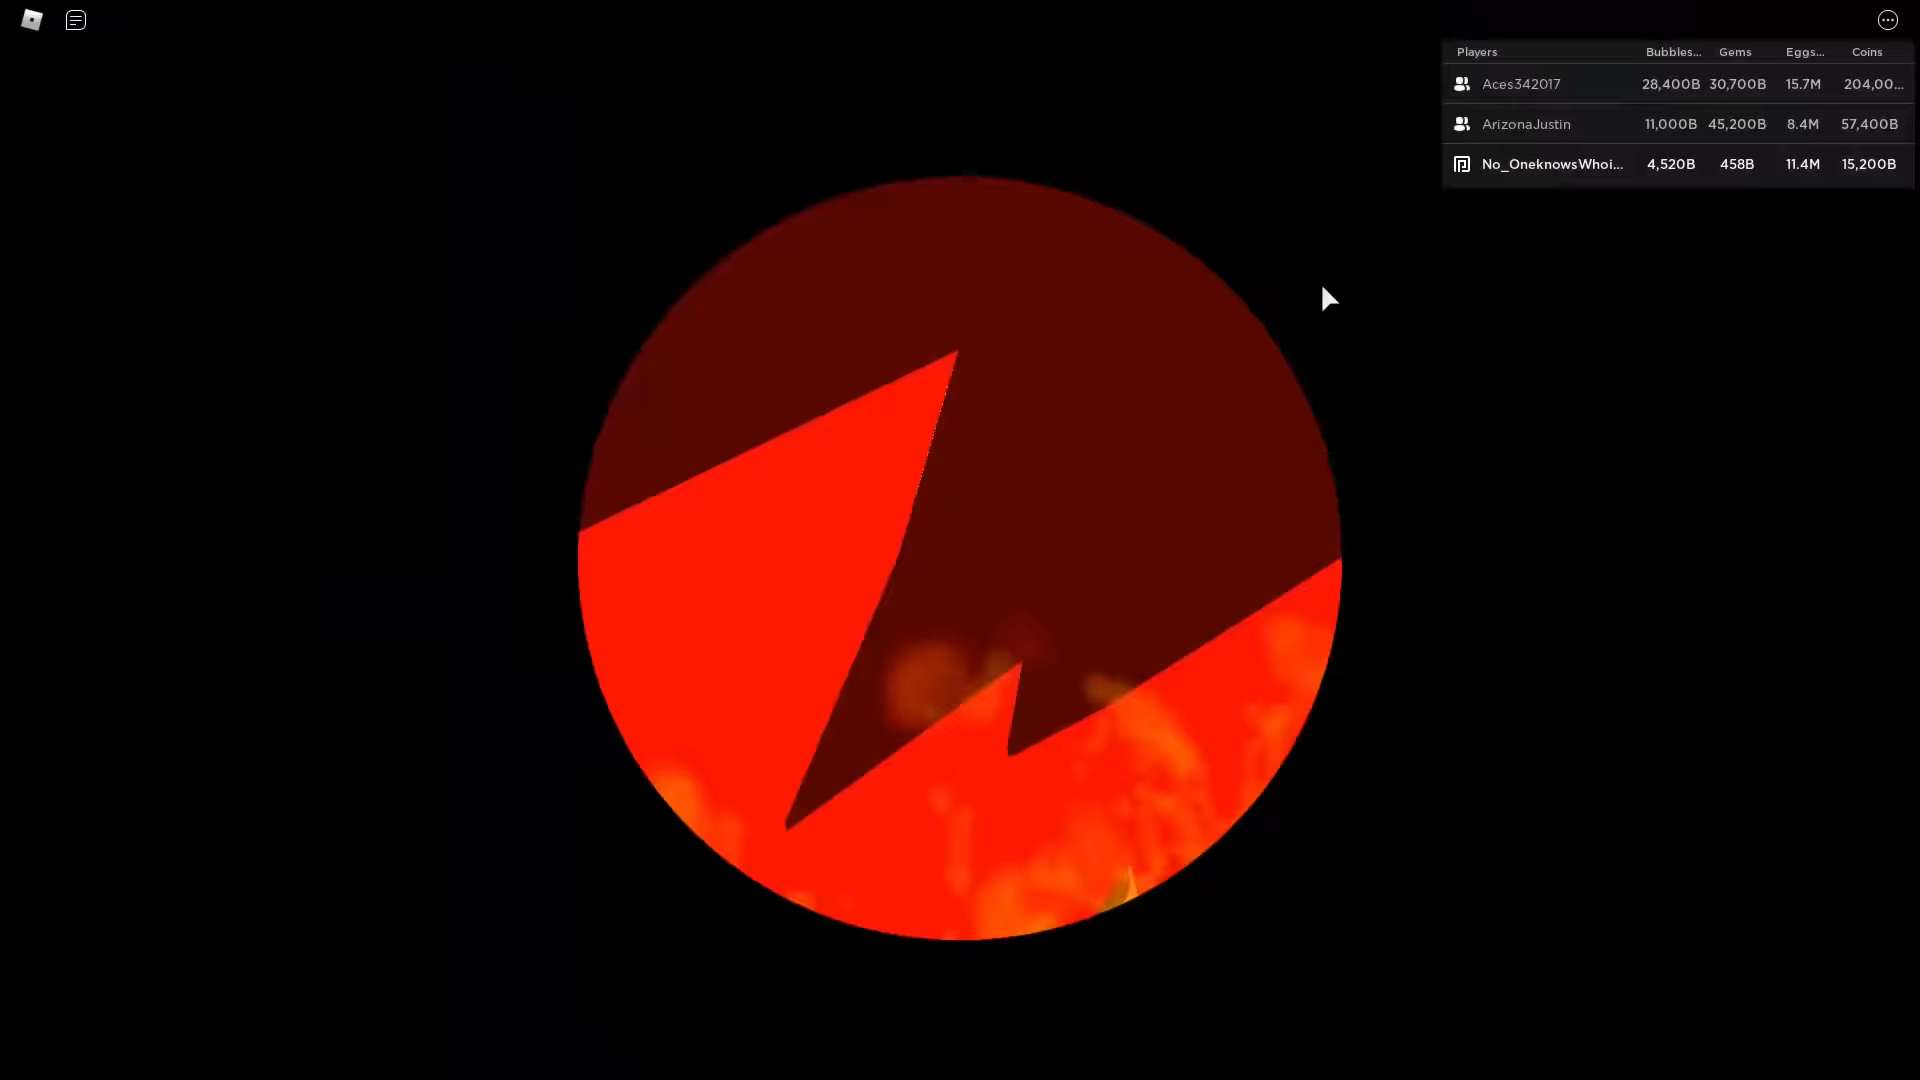 Players Bubbles... Gems Eggs... Coins
Aces342017 28,400B 30,700B 15.7M 204,00...
ArizonaJustin 11,000B 45,200B 8.4M 57,400B
No_OneknowsWhoi... 4,520B 458B 11.4M 15,200B